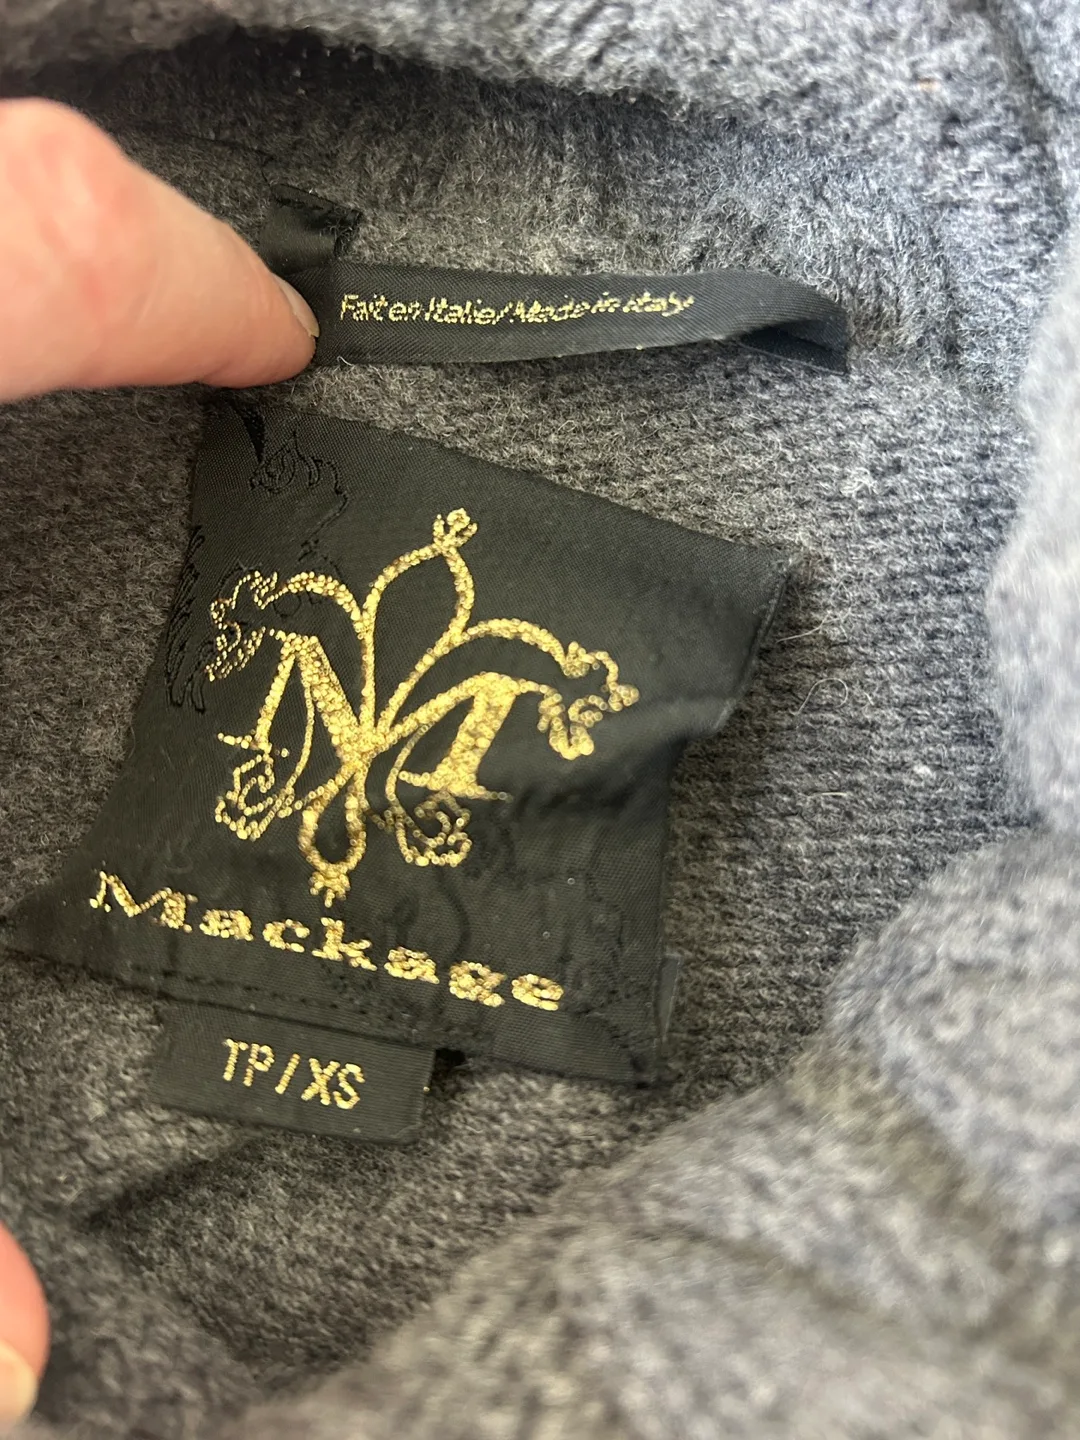 Fait en Italie/Made in Italy
Mackage
TP/XS